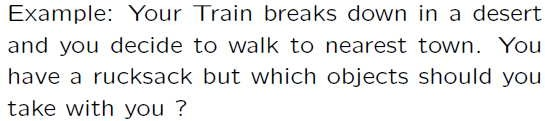 Example: Your Train breaks down in a desert
and you decide to walk to nearest town. You
have a rucksack but which objects should you
take with you ?